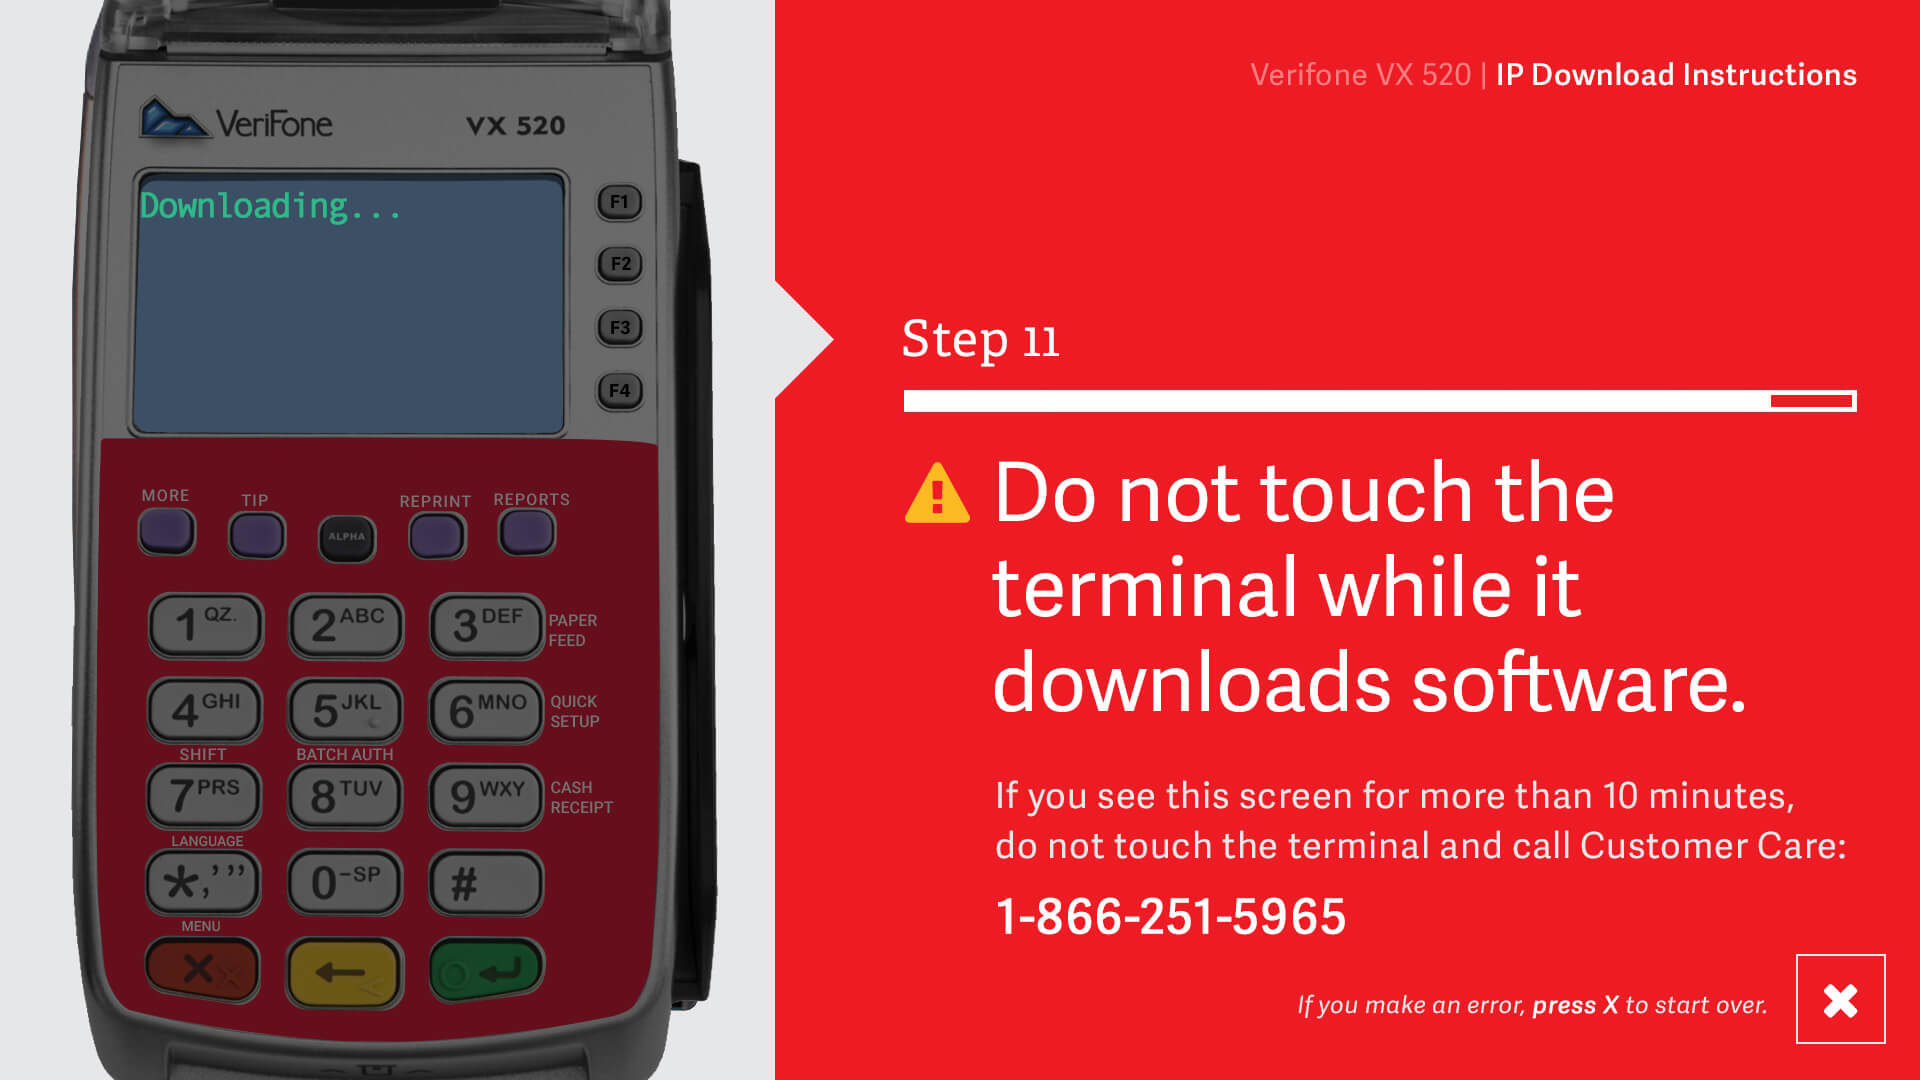 Verifone VX 520 | IP Download Instructions
VeriFone
VX 520
Downloading...
F1
F2
F3
F4
Step 11
Do not touch the
terminal while it
downloads software.
If you see this screen for more than 10 minutes,
do not touch the terminal and call Customer Care:
1-866-251-5965
If you make an error, press X to start over.
MORE
TIP
ALPHA
REPRINT
REPORTS
1 QZ.
2 ABC
3 DEF
PAPER
FEED
4 GHI
5 JKL
6 MNO
QUICK
SETUP
SHIFT
BATCH AUTH
7 PRS
8 TUV
9 WXY
CASH
RECEIPT
LANGUAGE
*,'"
0 -SP
#
MENU